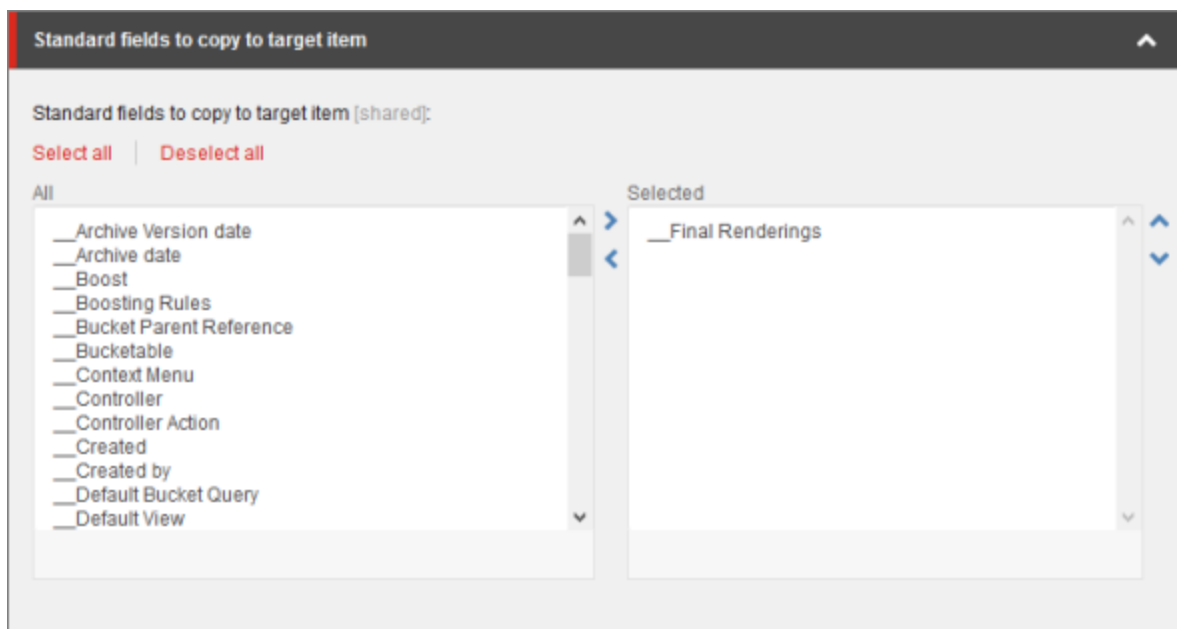 Standard fields to copy to target item
Standard fields to copy to target item [shared]:
Select all
Deselect all
All
__Archive Version date
__Archive date
__Boost
__Boosting Rules
__Bucket Parent Reference
__Bucketable
__Context Menu
__Controller
__Controller Action
__Created
__Created by
__Default Bucket Query
__Default View
Selected
__Final Renderings